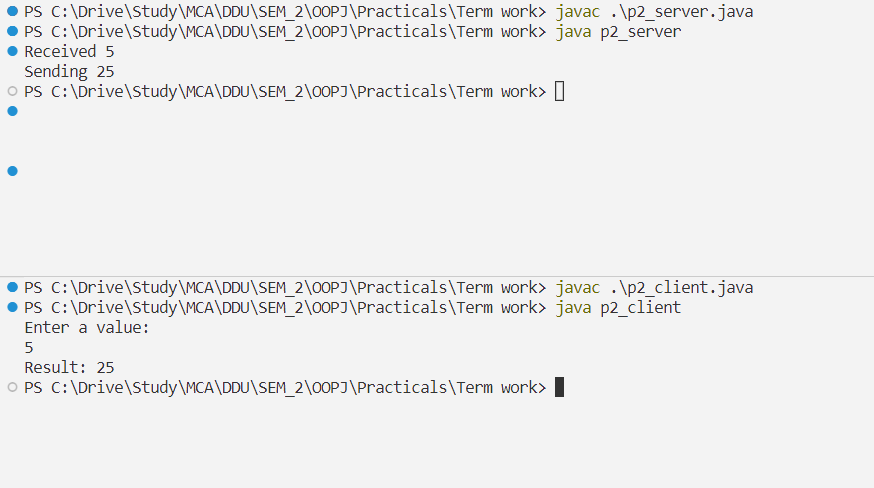 PS C:\Drive\Study\MCA\DDU\SEM_2\OOPJ\Practicals\Term work> javac .\p2_server.java
PS C:\Drive\Study\MCA\DDU\SEM_2\OOPJ\Practicals\Term work> java p2_server
Received 5
Sending 25
PS C:\Drive\Study\MCA\DDU\SEM_2\OOPJ\Practicals\Term work>
PS C:\Drive\Study\MCA\DDU\SEM_2\OOPJ\Practicals\Term work> javac .\p2_client.java
PS C:\Drive\Study\MCA\DDU\SEM_2\OOPJ\Practicals\Term work> java p2_client
Enter a value:
5
Result: 25
PS C:\Drive\Study\MCA\DDU\SEM_2\OOPJ\Practicals\Term work>